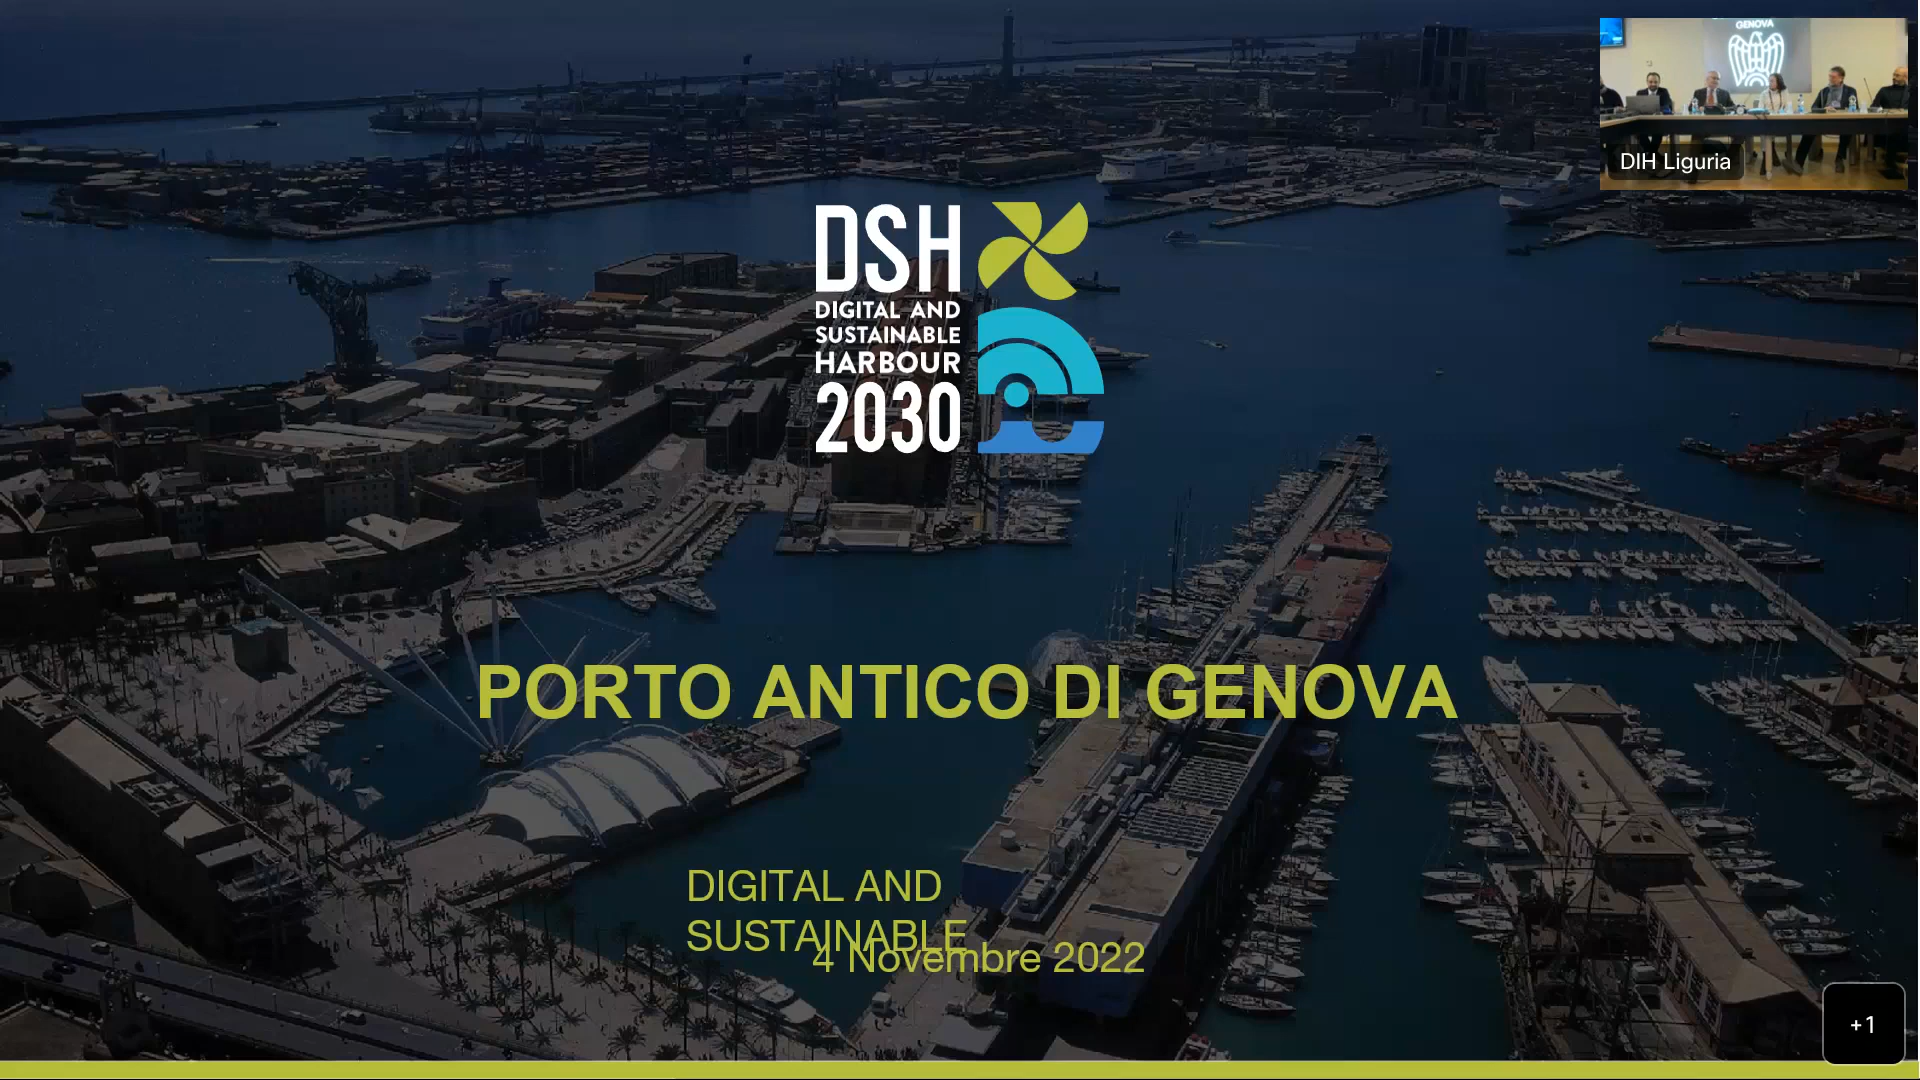 GENOVA
DIH Liguria
DSH
DIGITAL AND
SUSTAINABLE
HARBOUR
2030
PORTO ANTICO DI GENOVA
DIGITAL AND
SUSTAINABLE
4 Novembre 2022
+1